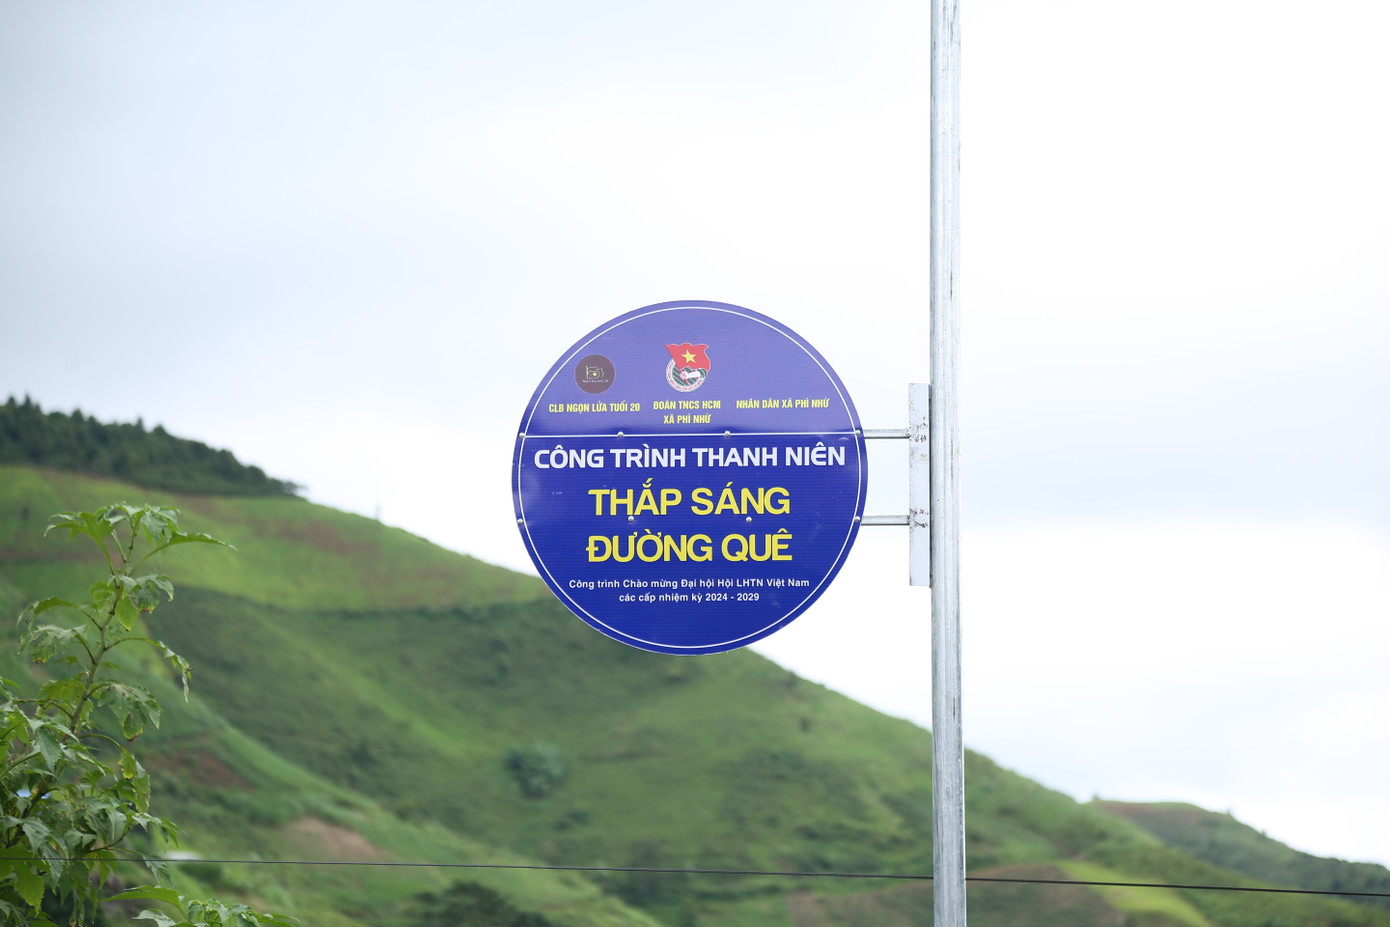 CLB NGỌN LỬA TUỔI 20
ĐOÀN TNCS HCM
XÃ PHÌ NHỪ
NHÂN DÂN XÃ PHÌ NHỪ
CÔNG TRÌNH THANH NIÊN
THẮP SÁNG
ĐƯỜNG QUÊ
Công trình Chào mừng Đại hội Hội LHTN Việt Nam
các cấp nhiệm kỳ 2024 - 2029